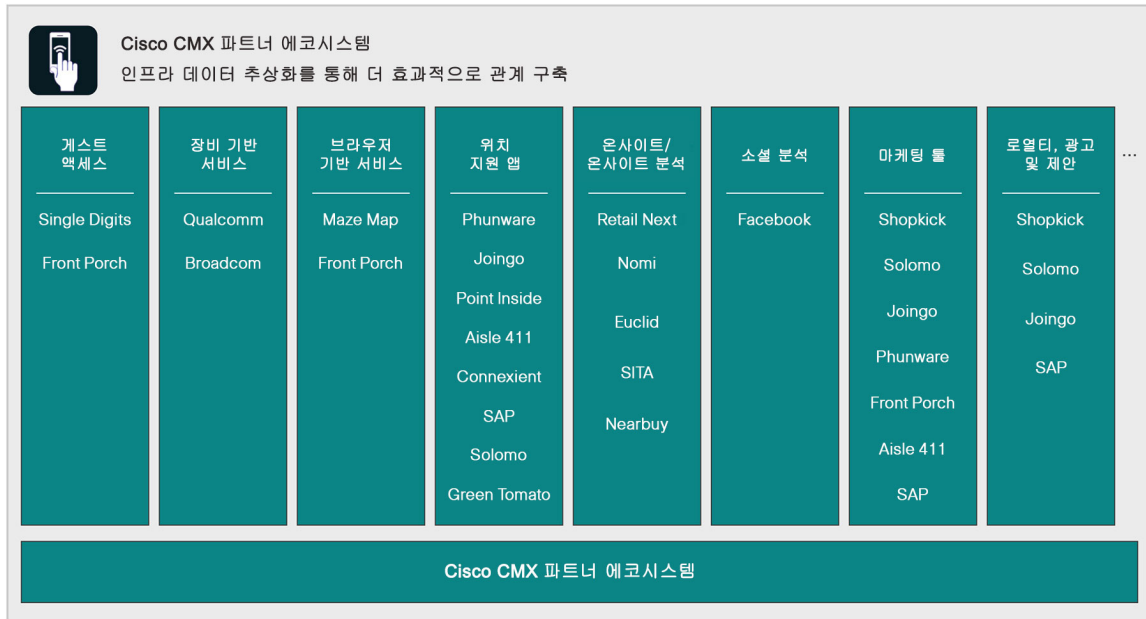 Cisco CMX 파트너 에코시스템
인프라 데이터 추상화를 통해 더 효과적으로 관계 구축
게스트
액세스
Single Digits
Front Porch
장비 기반
서비스
Qualcomm
Broadcom
브라우저
기반 서비스
Maze Map
Front Porch
위치
지원 앱
Phunware
Joingo
Point Inside
Aisle 411
Connexient
SAP
Solomo
Green Tomato
온사이트/
온사이트 분석
Retail Next
Nomi
Euclid
SITA
Nearbuy
소셜 분석
Facebook
마케팅 툴
Shopkick
Solomo
Joingo
Phunware
Front Porch
Aisle 411
SAP
로열티, 광고
및 제안
Shopkick
Solomo
Joingo
SAP
...
Cisco CMX 파트너 에코시스템